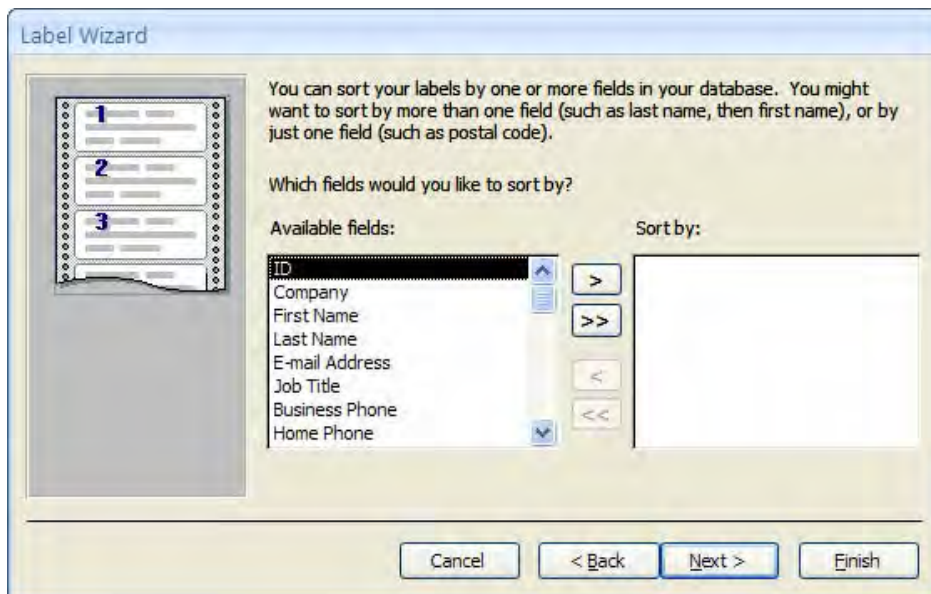 Label Wizard
1
2
3
You can sort your labels by one or more fields in your database. You might
want to sort by more than one field (such as last name, then first name), or by
just one field (such as postal code).
Which fields would you like to sort by?
Available fields:
Sort by:
ID
Company
First Name
Last Name
E-mail Address
Job Title
Business Phone
Home Phone
>
>>
<
<<
Cancel
< Back
Next >
Finish